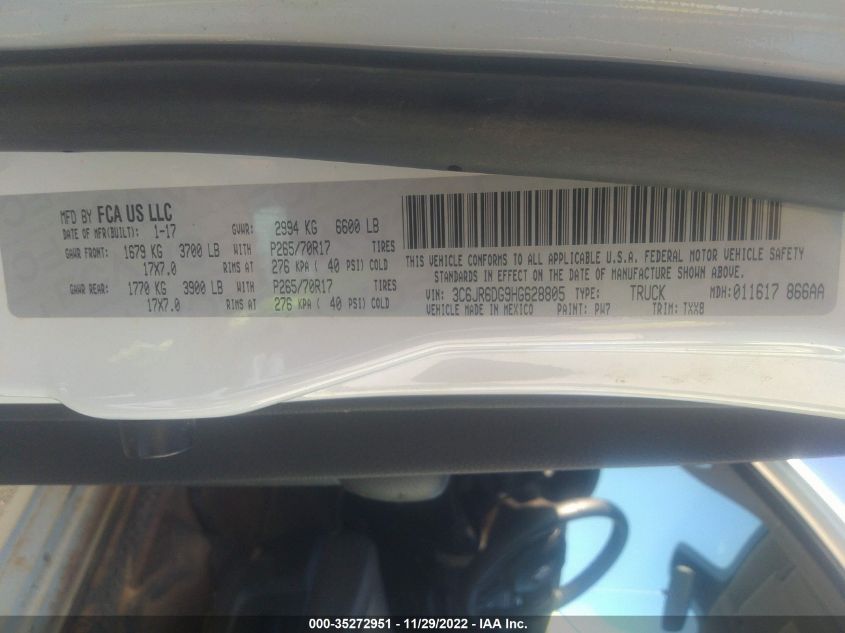 MFD BY FCA US LLC
DATE OF MFR(BUILT): 1-17 GVWR: 2994 KG 6600 LB
GAWR FRONT: 1679 KG 3700 LB WITH P265/70R17 TIRES
17X7.0 RIMS AT 276 KPA ( 40 PSI) COLD
GAWR REAR: 1770 KG 3900 LB WITH P265/70R17 TIRES
17X7.0 RIMS AT 276 KPA ( 40 PSI) COLD
THIS VEHICLE CONFORMS TO ALL APPLICABLE U.S.A. FEDERAL MOTOR VEHICLE SAFETY
STANDARDS IN EFFECT ON THE DATE OF MANUFACTURE SHOWN ABOVE.
VIN: 3C6JR6DG9HG628805 TYPE: TRUCK MDH:011617 866AA
VEHICLE MADE IN MEXICO PAINT: PW7 TRIM: TXX8
000-35272951 - 11/29/2022 - IAA Inc.